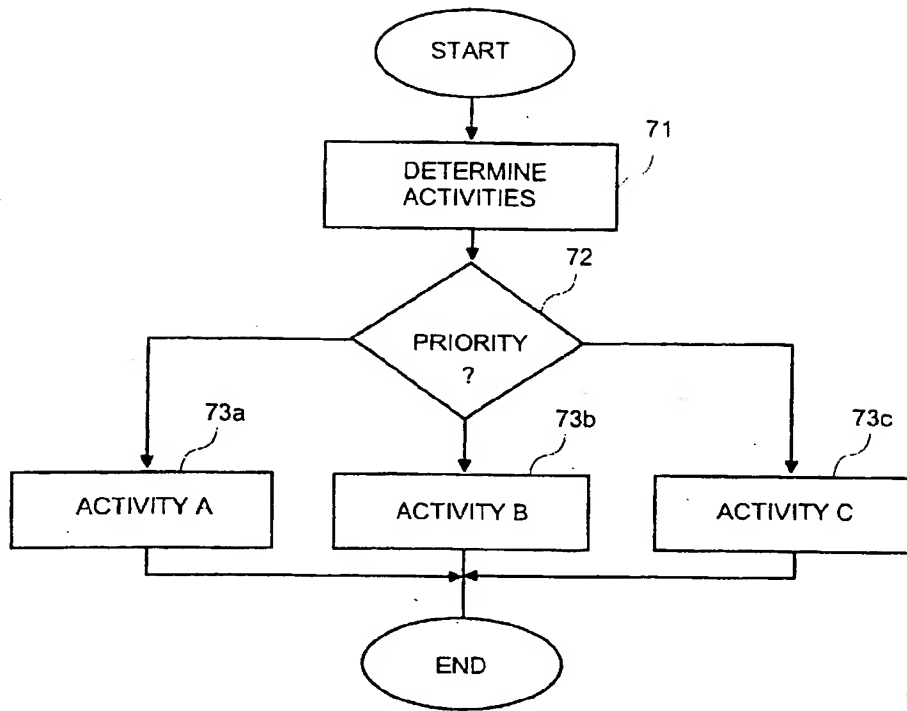 START
71
DETERMINE
ACTIVITIES
72
PRIORITY
?
73a
73b
73c
ACTIVITY A
ACTIVITY B
ACTIVITY C
END